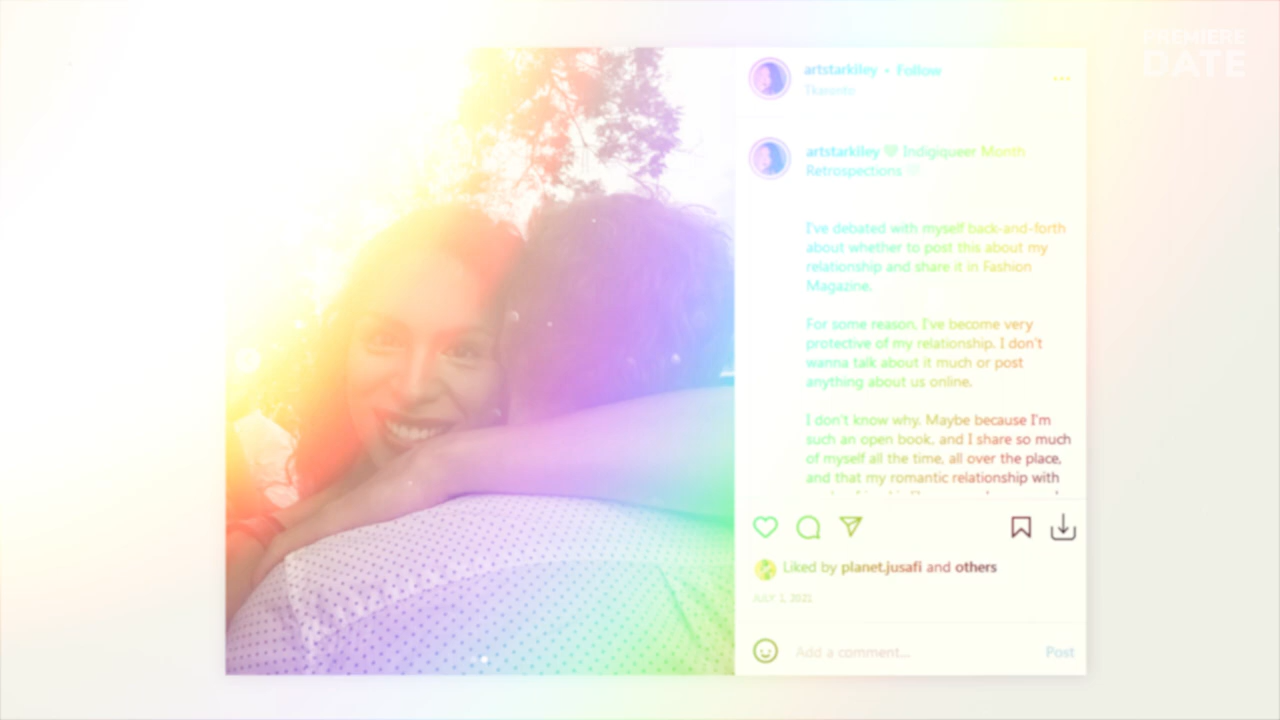 PREMIERE
DATE
artstarkiley • Follow
Tkaronto
artstarkiley 🤍 Indigiqueer Month
Retrospections 🤍
I've debated with myself back-and-forth
about whether to post this about my
relationship and share it in Fashion
Magazine.
For some reason, I've become very
protective of my relationship. I don't
wanna talk about it much or post
anything about us online.
I don't know why. Maybe because I'm
such an open book, and I share so much
of myself all the time, all over the place,
and that my romantic relationship with
Liked by planet.jusafi and others
JULY 1, 2021
Add a comment...
Post